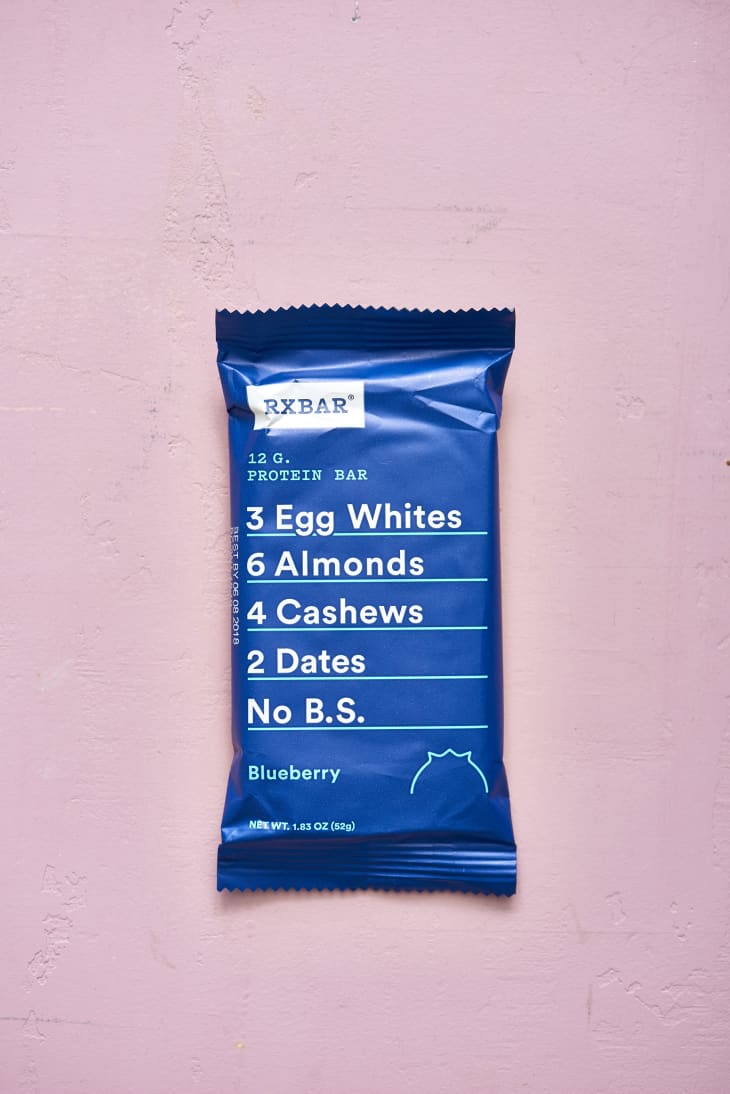 RXBAR®
12 G.
PROTEIN BAR
3 Egg Whites
6 Almonds
4 Cashews
2 Dates
No B.S.
Blueberry
NET WT. 1.83 OZ (52g)
BEST BY 06 08 2018